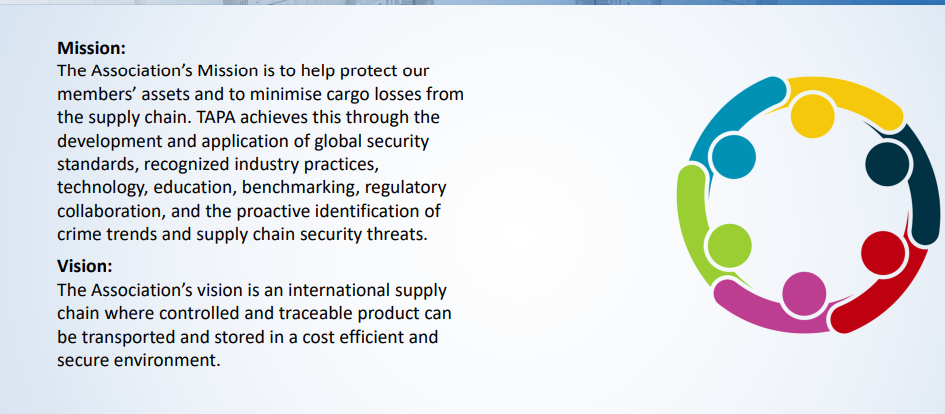 Mission:
The Association’s Mission is to help protect our
members’ assets and to minimise cargo losses from
the supply chain. TAPA achieves this through the
development and application of global security
standards, recognized industry practices,
technology, education, benchmarking, regulatory
collaboration, and the proactive identification of
crime trends and supply chain security threats.
Vision:
The Association’s vision is an international supply
chain where controlled and traceable product can
be transported and stored in a cost efficient and
secure environment.